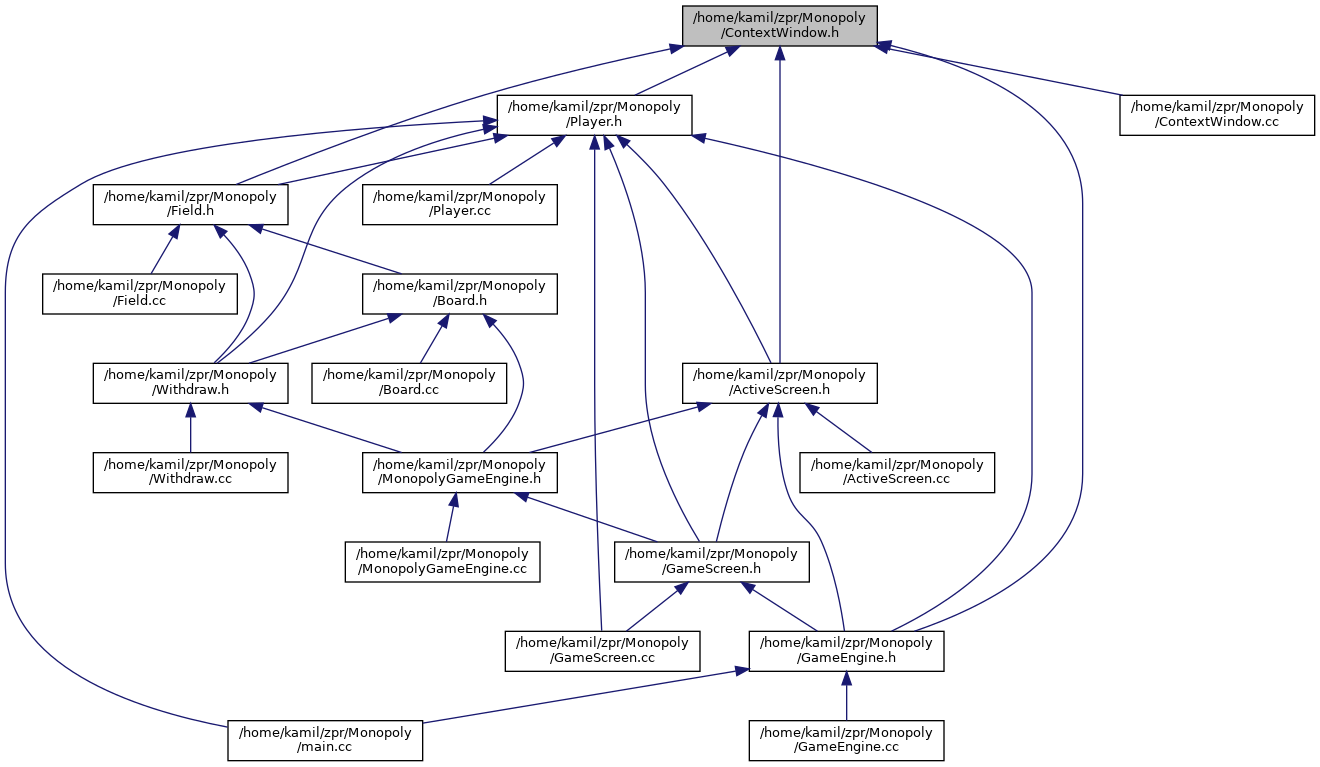 /home/kamil/zpr/Monopoly
/ContextWindow.h
/home/kamil/zpr/Monopoly
/Player.h
/home/kamil/zpr/Monopoly
/ContextWindow.cc
/home/kamil/zpr/Monopoly
/Field.h
/home/kamil/zpr/Monopoly
/Player.cc
/home/kamil/zpr/Monopoly
/Field.cc
/home/kamil/zpr/Monopoly
/Board.h
/home/kamil/zpr/Monopoly
/Withdraw.h
/home/kamil/zpr/Monopoly
/Board.cc
/home/kamil/zpr/Monopoly
/ActiveScreen.h
/home/kamil/zpr/Monopoly
/Withdraw.cc
/home/kamil/zpr/Monopoly
/MonopolyGameEngine.h
/home/kamil/zpr/Monopoly
/ActiveScreen.cc
/home/kamil/zpr/Monopoly
/MonopolyGameEngine.cc
/home/kamil/zpr/Monopoly
/GameScreen.h
/home/kamil/zpr/Monopoly
/GameScreen.cc
/home/kamil/zpr/Monopoly
/GameEngine.h
/home/kamil/zpr/Monopoly
/main.cc
/home/kamil/zpr/Monopoly
/GameEngine.cc